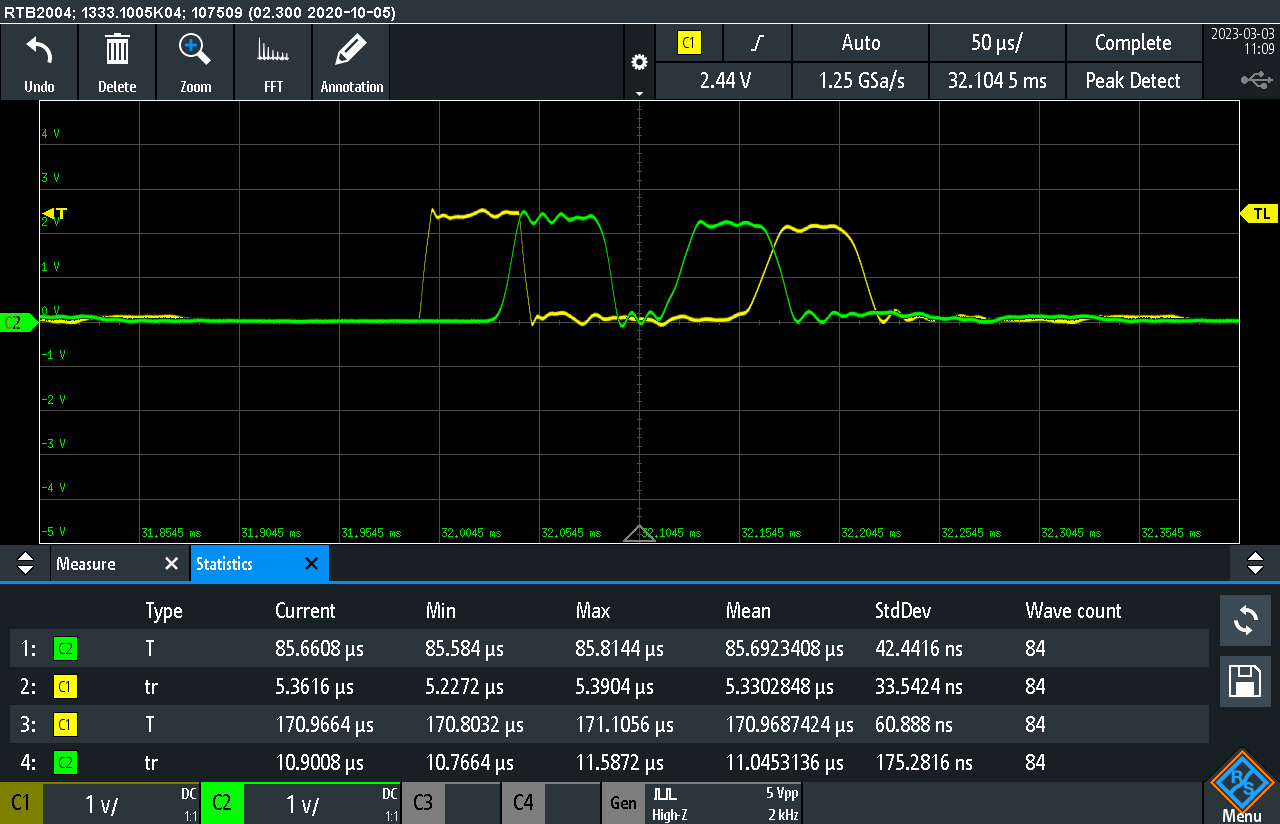 RTB2004; 1333.1005K04; 107509 (02.300 2020-10-05)
Undo Delete Zoom FFT Annotation
C1 Auto 50 µs/ Complete
2.44 V 1.25 GSa/s 32.104 5 ms Peak Detect
2023-03-03
11:09
4 V
3 V
T
2 V
TL
1 V
0 V
C2
-1 V
-2 V
-3 V
-4 V
-5 V
31.8545 ms 31.9045 ms 31.9545 ms 32.0045 ms 32.0545 ms 32.1045 ms 32.1545 ms 32.2045 ms 32.2545 ms 32.3045 ms 32.3545 ms
Measure Statistics
Type Current Min Max Mean StdDev Wave count
1: C2 T 85.6608 µs 85.584 µs 85.8144 µs 85.6923408 µs 42.4416 ns 84
2: C1 tr 5.3616 µs 5.2272 µs 5.3904 µs 5.3302848 µs 33.5424 ns 84
3: C1 T 170.9664 µs 170.8032 µs 171.1056 µs 170.9687424 µs 60.888 ns 84
4: C2 tr 10.9008 µs 10.7664 µs 11.5872 µs 11.0453136 µs 175.2816 ns 84
C1 1 V/ DC 1:1 C2 1 V/ DC 1:1 C3 C4 Gen High-Z 5 Vpp 2 kHz
R&S
Menu